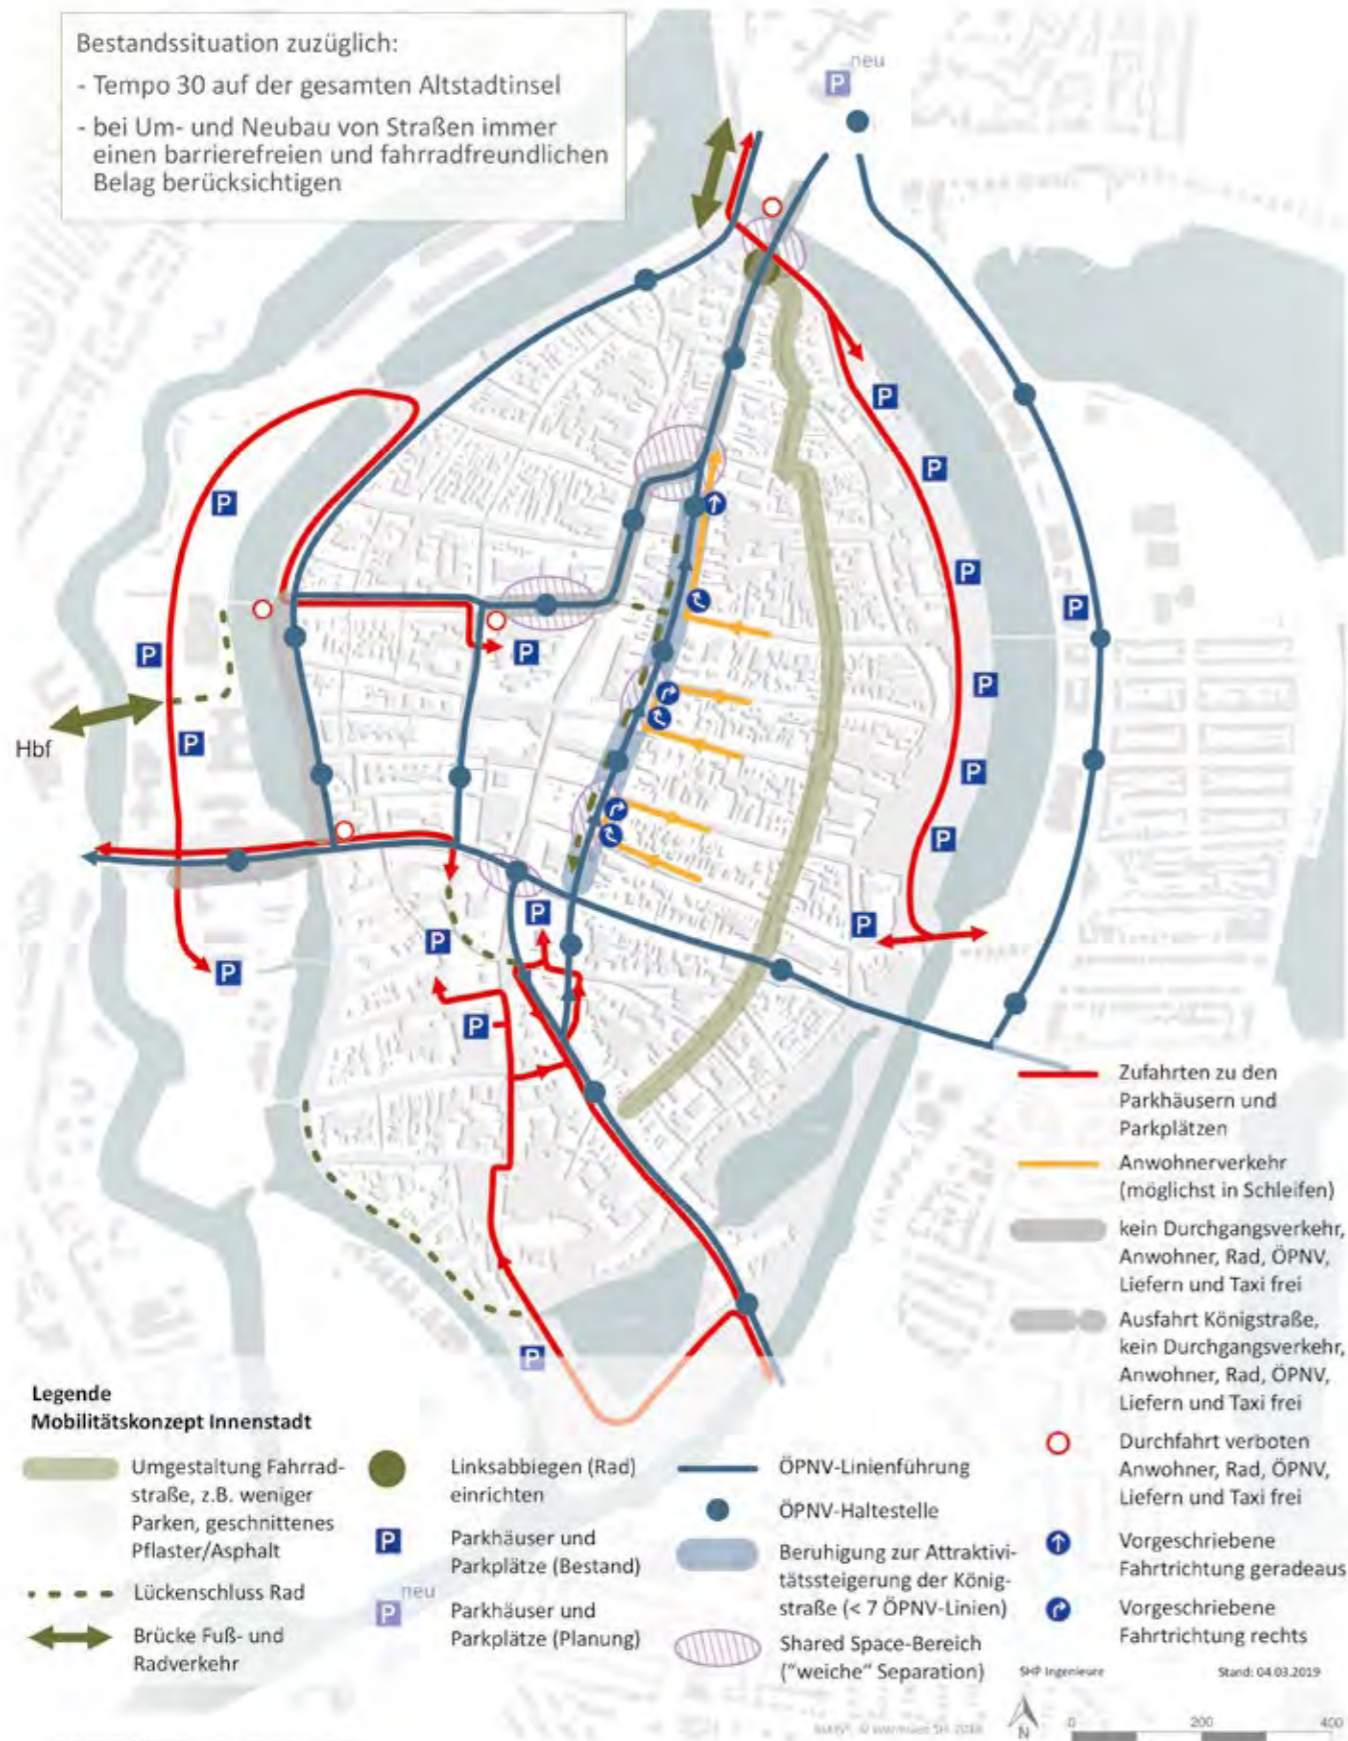 Bestandssituation zuzüglich:
- Tempo 30 auf der gesamten Altstadtinsel
- bei Um- und Neubau von Straßen immer
einen barrierefreien und fahrradfreundlichen
Belag berücksichtigen
neu
P
P
P
P
P
P
P
P
P
P
Hbf
P
P
P
P
P
P
P
P
P
P
Zufahrten zu den
Parkhäusern und
Parkplätzen
Anwohnerverkehr
(möglichst in Schleifen)
kein Durchgangsverkehr,
Anwohner, Rad, ÖPNV,
Liefern und Taxi frei
Ausfahrt Königstraße,
kein Durchgangsverkehr,
Anwohner, Rad, ÖPNV,
Liefern und Taxi frei
Durchfahrt verboten
Anwohner, Rad, ÖPNV,
Liefern und Taxi frei
Vorgeschriebene
Fahrtrichtung geradeaus
Vorgeschriebene
Fahrtrichtung rechts
Legende
Mobilitätskonzept Innenstadt
Umgestaltung Fahrrad-
straße, z.B. weniger
Parken, geschnittenes
Pflaster/Asphalt
Lückenschluss Rad
Brücke Fuß- und
Radverkehr
Linksabbiegen (Rad)
einrichten
P
Parkhäuser und
Parkplätze (Bestand)
neu
P
Parkhäuser und
Parkplätze (Planung)
ÖPNV-Linienführung
ÖPNV-Haltestelle
Beruhigung zur Attraktivi-
tätssteigerung der König-
straße (< 7 ÖPNV-Linien)
Shared Space-Bereich
("weiche" Separation)
SHP Ingenieure
Stand: 04.03.2019
N
0 200 400